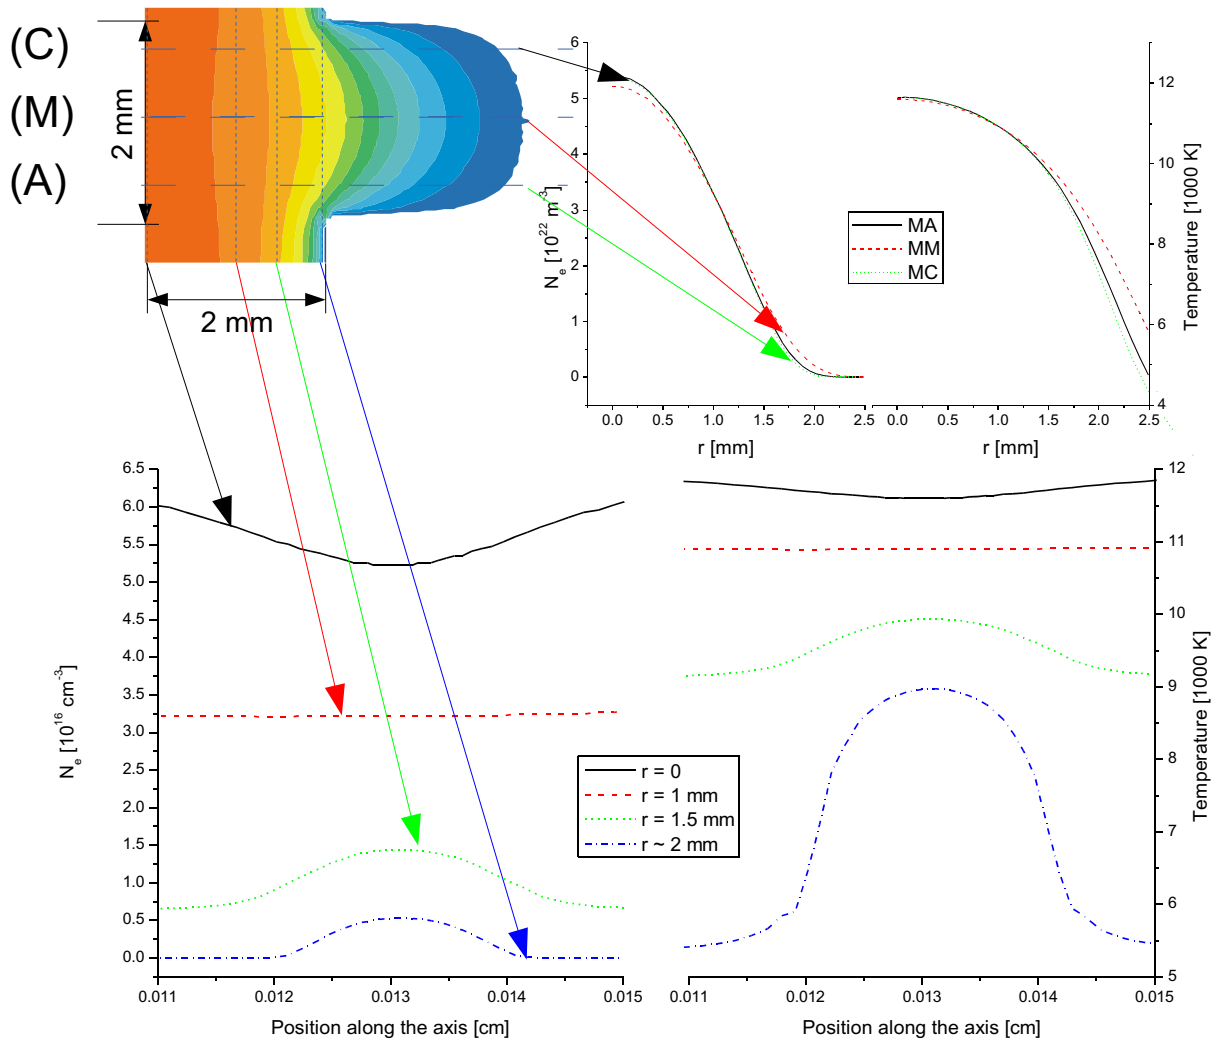 (C)
(M)
(A)
2 mm
2 mm
6
5
4
3
2
1
0
N_e [10^22 m^-3]
0.0 0.5 1.0 1.5 2.0 2.5
r [mm]
MA
MM
MC
12
10
8
6
4
Temperature [1000 K]
0.0 0.5 1.0 1.5 2.0 2.5
r [mm]
6.5
6.0
5.5
5.0
4.5
4.0
3.5
3.0
2.5
2.0
1.5
1.0
0.5
0.0
N_e [10^16 cm^-3]
0.011 0.012 0.013 0.014 0.015
Position along the axis [cm]
r = 0
r = 1 mm
r = 1.5 mm
r ~ 2 mm
12
11
10
9
8
7
6
5
Temperature [1000 K]
0.011 0.012 0.013 0.014 0.015
Position along the axis [cm]